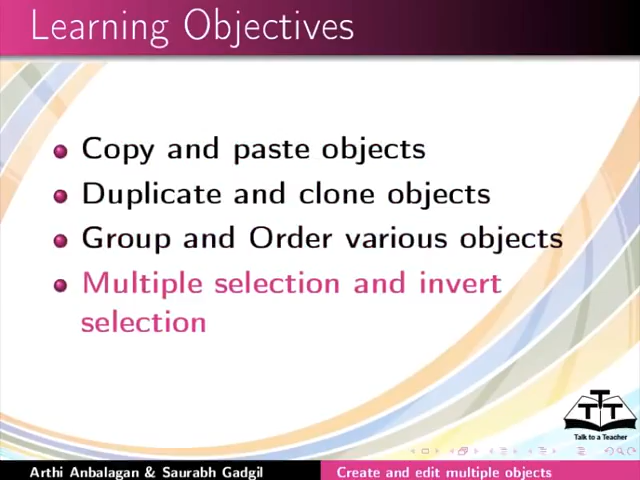 Learning Objectives
Copy and paste objects
Duplicate and clone objects
Group and Order various objects
Multiple selection and invert
selection
TTT
Talk to a Teacher
Arthi Anbalagan & Saurabh Gadgil
Create and edit multiple objects